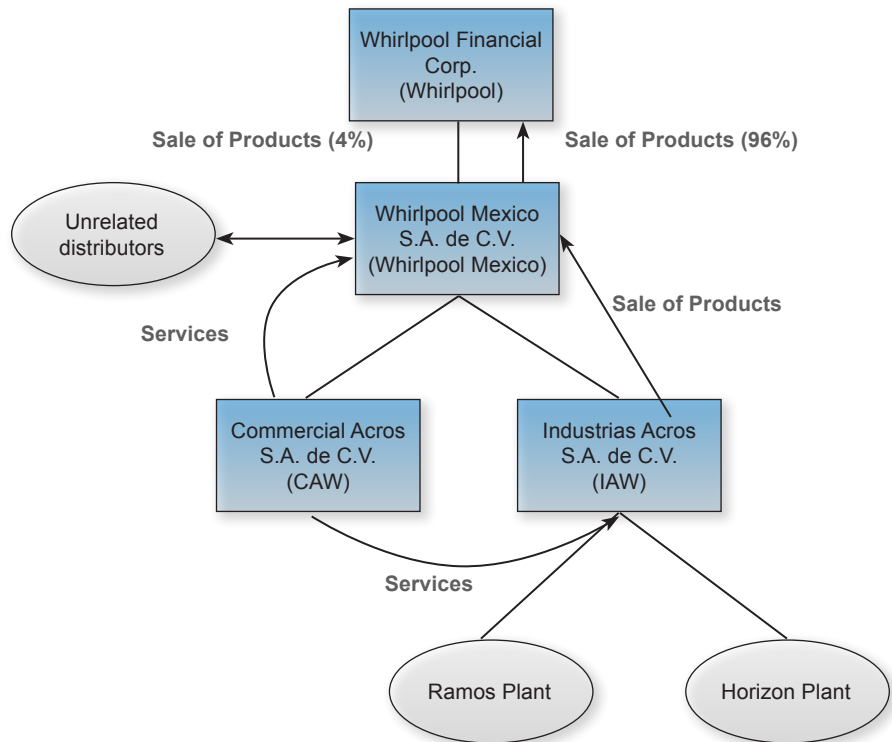 Whirlpool Financial
Corp.
(Whirlpool)
Sale of Products (4%)
Sale of Products (96%)
Unrelated
distributors
Whirlpool Mexico
S.A. de C.V.
(Whirlpool Mexico)
Sale of Products
Services
Commercial Acros
S.A. de C.V.
(CAW)
Industrias Acros
S.A. de C.V.
(IAW)
Services
Ramos Plant
Horizon Plant